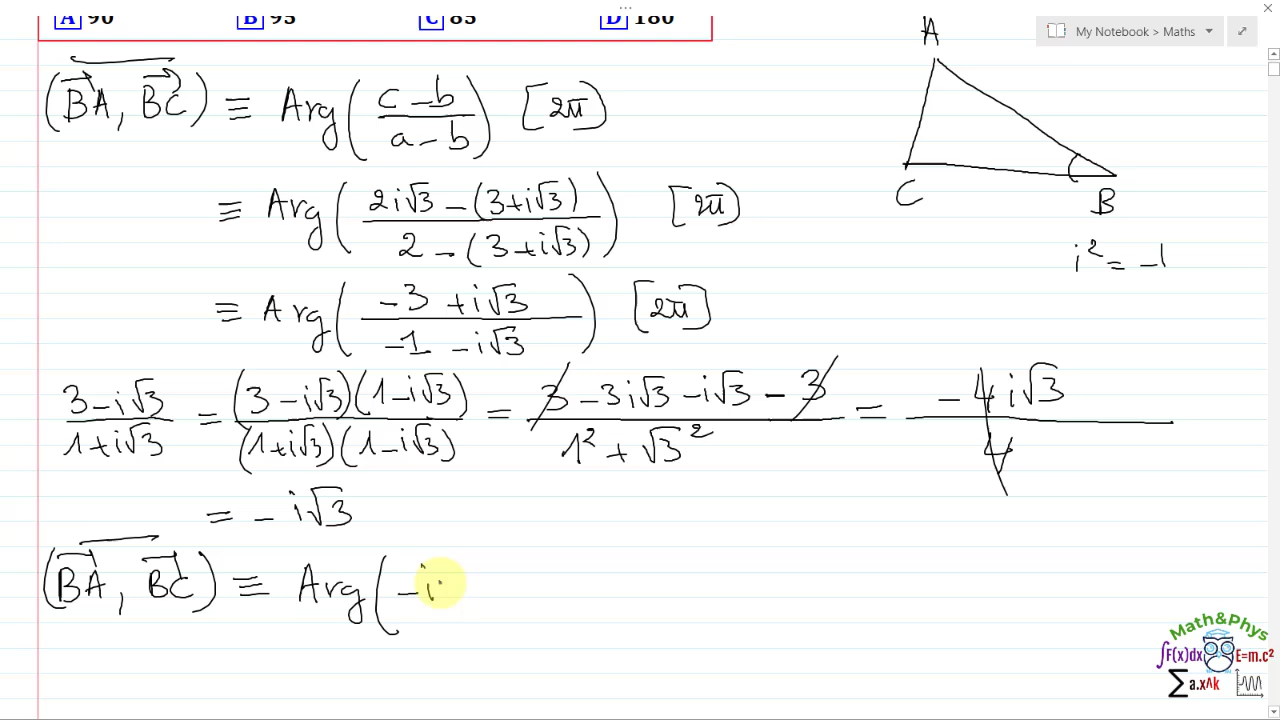 A 90 B 95 C 85 D 180
My Notebook > Maths
A
C
B
i² = -1
(BA⃗, BC⃗) ≡ Arg((c-b)/(a-b)) [2π]
≡ Arg((2i√3-(3+i√3))/(2-(3+i√3))) [2π]
≡ Arg((-3+i√3)/(-1-i√3)) [2π]
(3-i√3)/(1+i√3) = ((3-i√3)(1-i√3))/((1+i√3)(1-i√3)) = (3-3i√3-i√3-3)/(1²+√3²) = (-4i√3)/4
= -i√3
(BA⃗, BC⃗) ≡ Arg(-i
Math&Phys
∫F(x)dx E=m.c²
∑ a.x^k